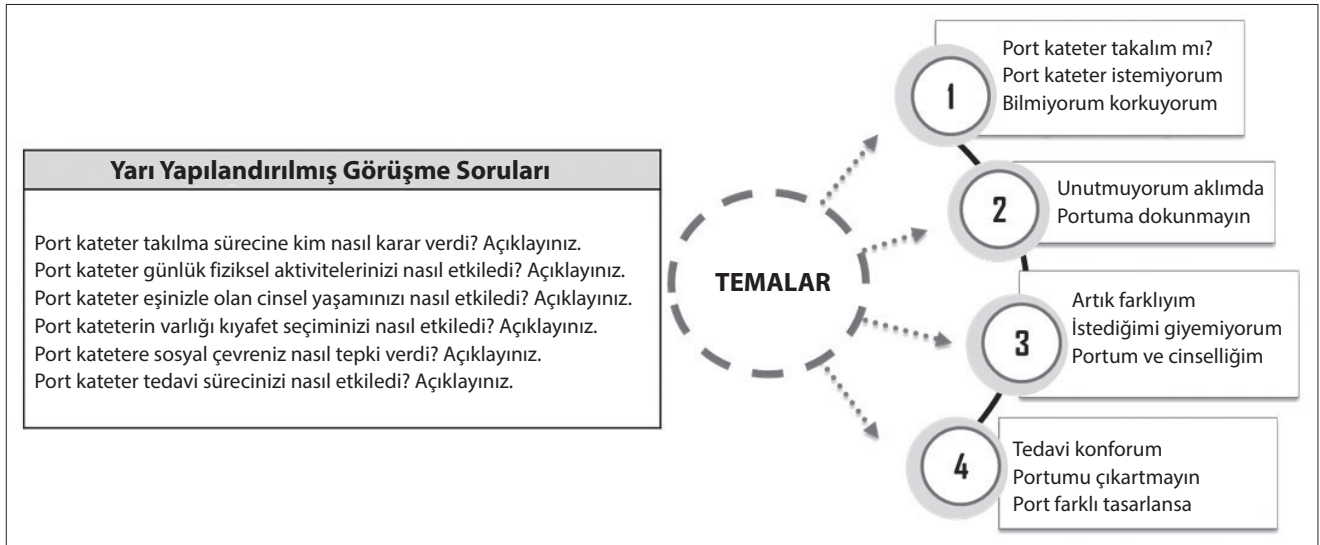 Yarı Yapılandırılmış Görüşme Soruları
Port kateter takılma sürecine kim nasıl karar verdi? Açıklayınız.
Port kateter günlük fiziksel aktivitelerinizi nasıl etkiledi? Açıklayınız.
Port kateter eşinizle olan cinsel yaşamınızı nasıl etkiledi? Açıklayınız.
Port kateterin varlığı kıyafet seçiminizi nasıl etkiledi? Açıklayınız.
Port katetere sosyal çevreniz nasıl tepki verdi? Açıklayınız.
Port kateter tedavi sürecinizi nasıl etkiledi? Açıklayınız.
TEMALAR
1
Port kateter takalım mı?
Port kateter istemiyorum
Bilmiyorum korkuyorum
2
Unutmuyorum aklımda
Portuma dokunmayın
3
Artık farklıyım
İstediğimi giyemiyorum
Portum ve cinselliğim
4
Tedavi konforum
Portumu çıkartmayın
Port farklı tasarlansa